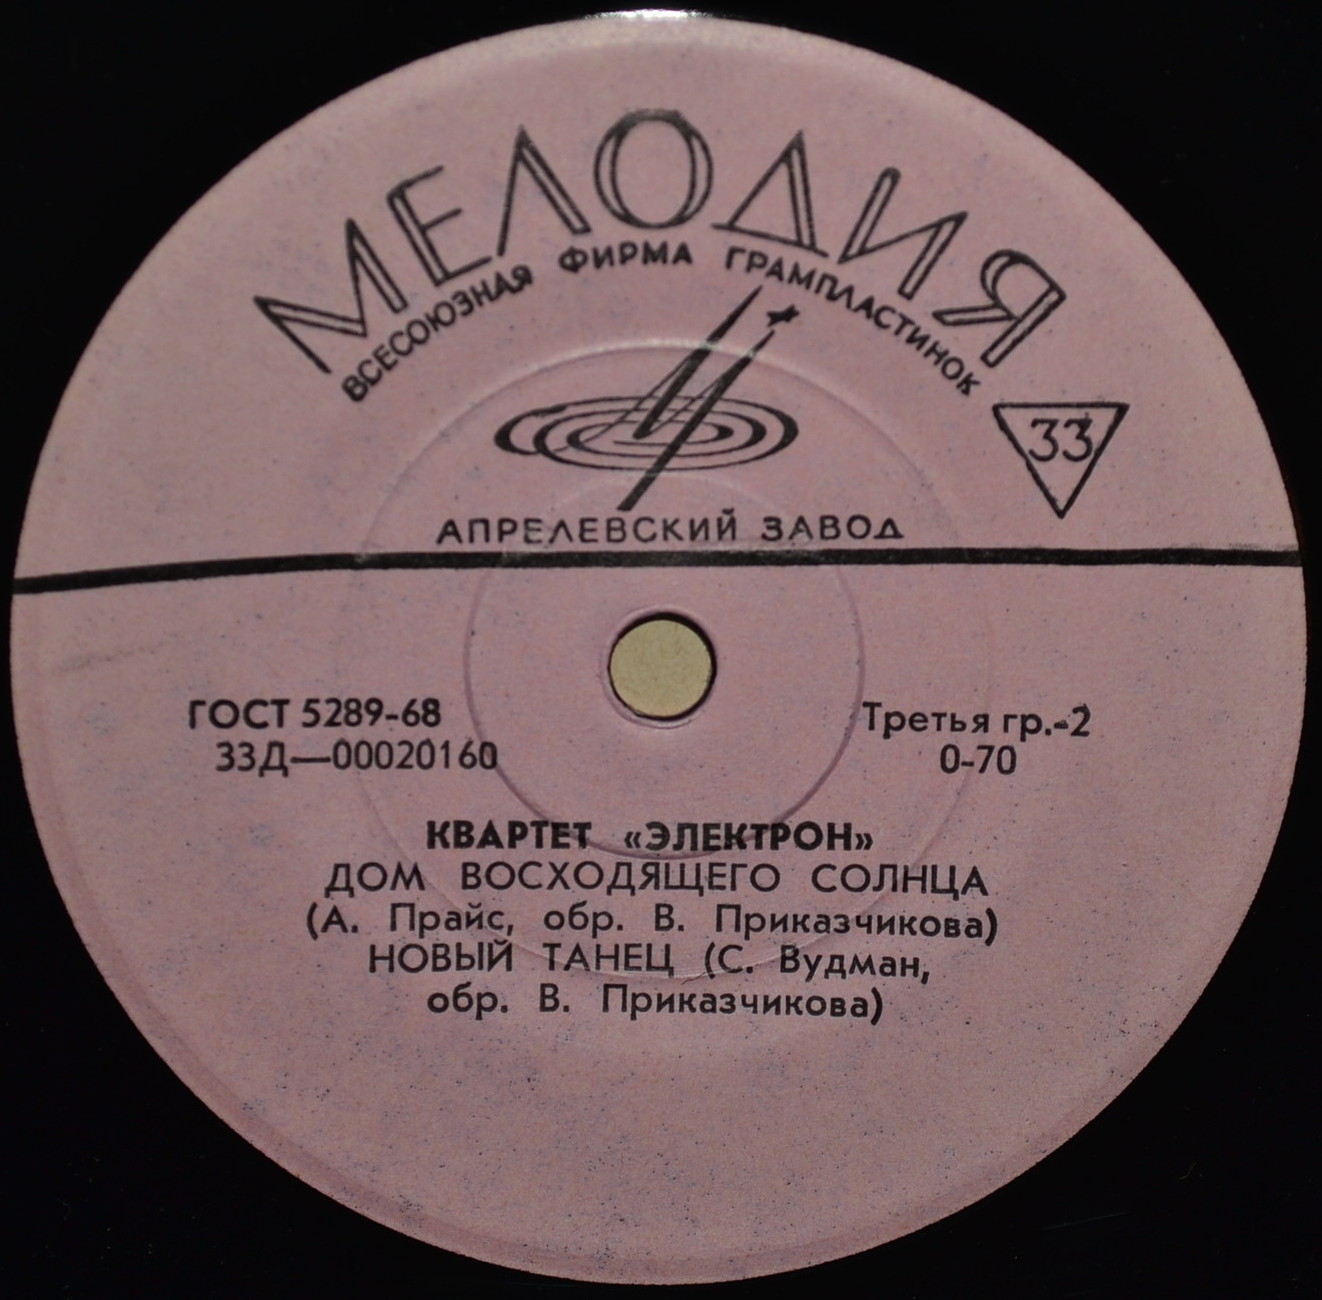 МЕЛОДИЯ
ВСЕСОЮЗНАЯ ФИРМА ГРАМПЛАСТИНОК
33
АПРЕЛЕВСКИЙ ЗАВОД
ГОСТ 5289-68
33Д—00020160
Третья гр.-2
0-70
КВАРТЕТ «ЭЛЕКТРОН»
ДОМ ВОСХОДЯЩЕГО СОЛНЦА
(А. Прайс, обр. В. Приказчикова)
НОВЫЙ ТАНЕЦ (С. Вудман,
обр. В. Приказчикова)